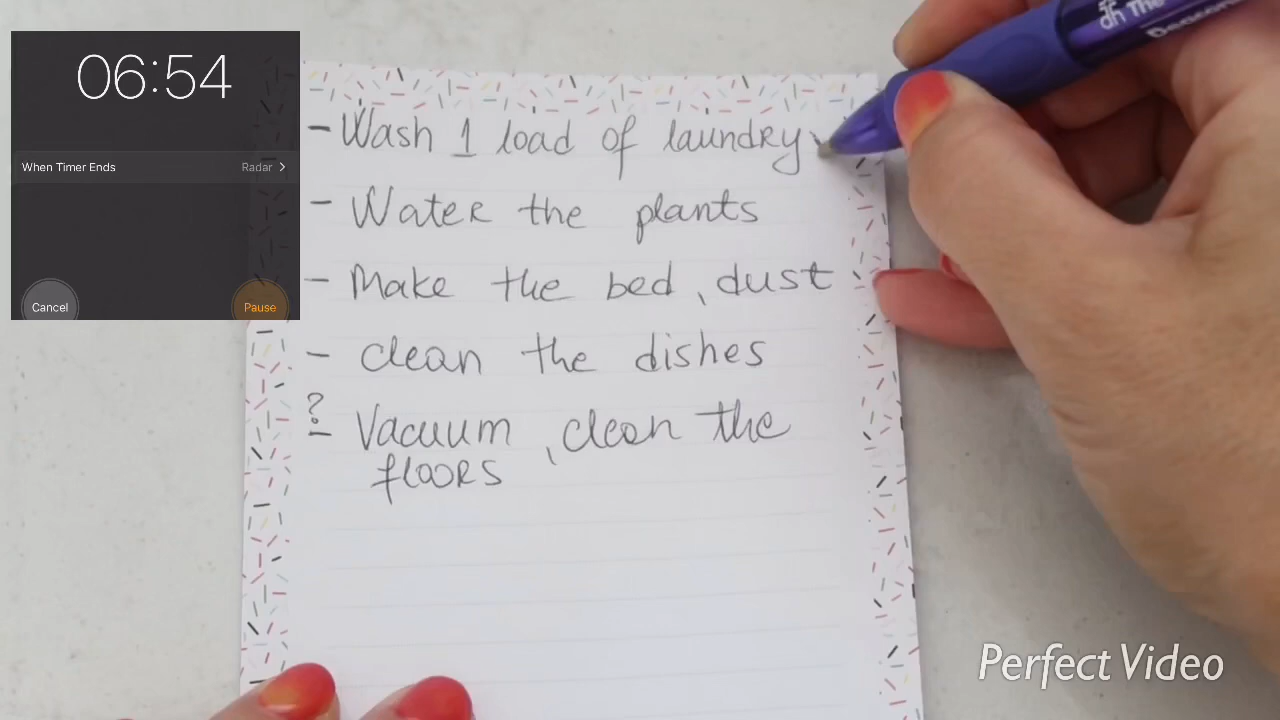 06:54
When Timer Ends
Radar
Cancel
Pause
- Wash 1 load of laundry
- Water the plants
- Make the bed, dust
- clean the dishes
?
- Vacuum, clean the
floors
The
Perfect Video